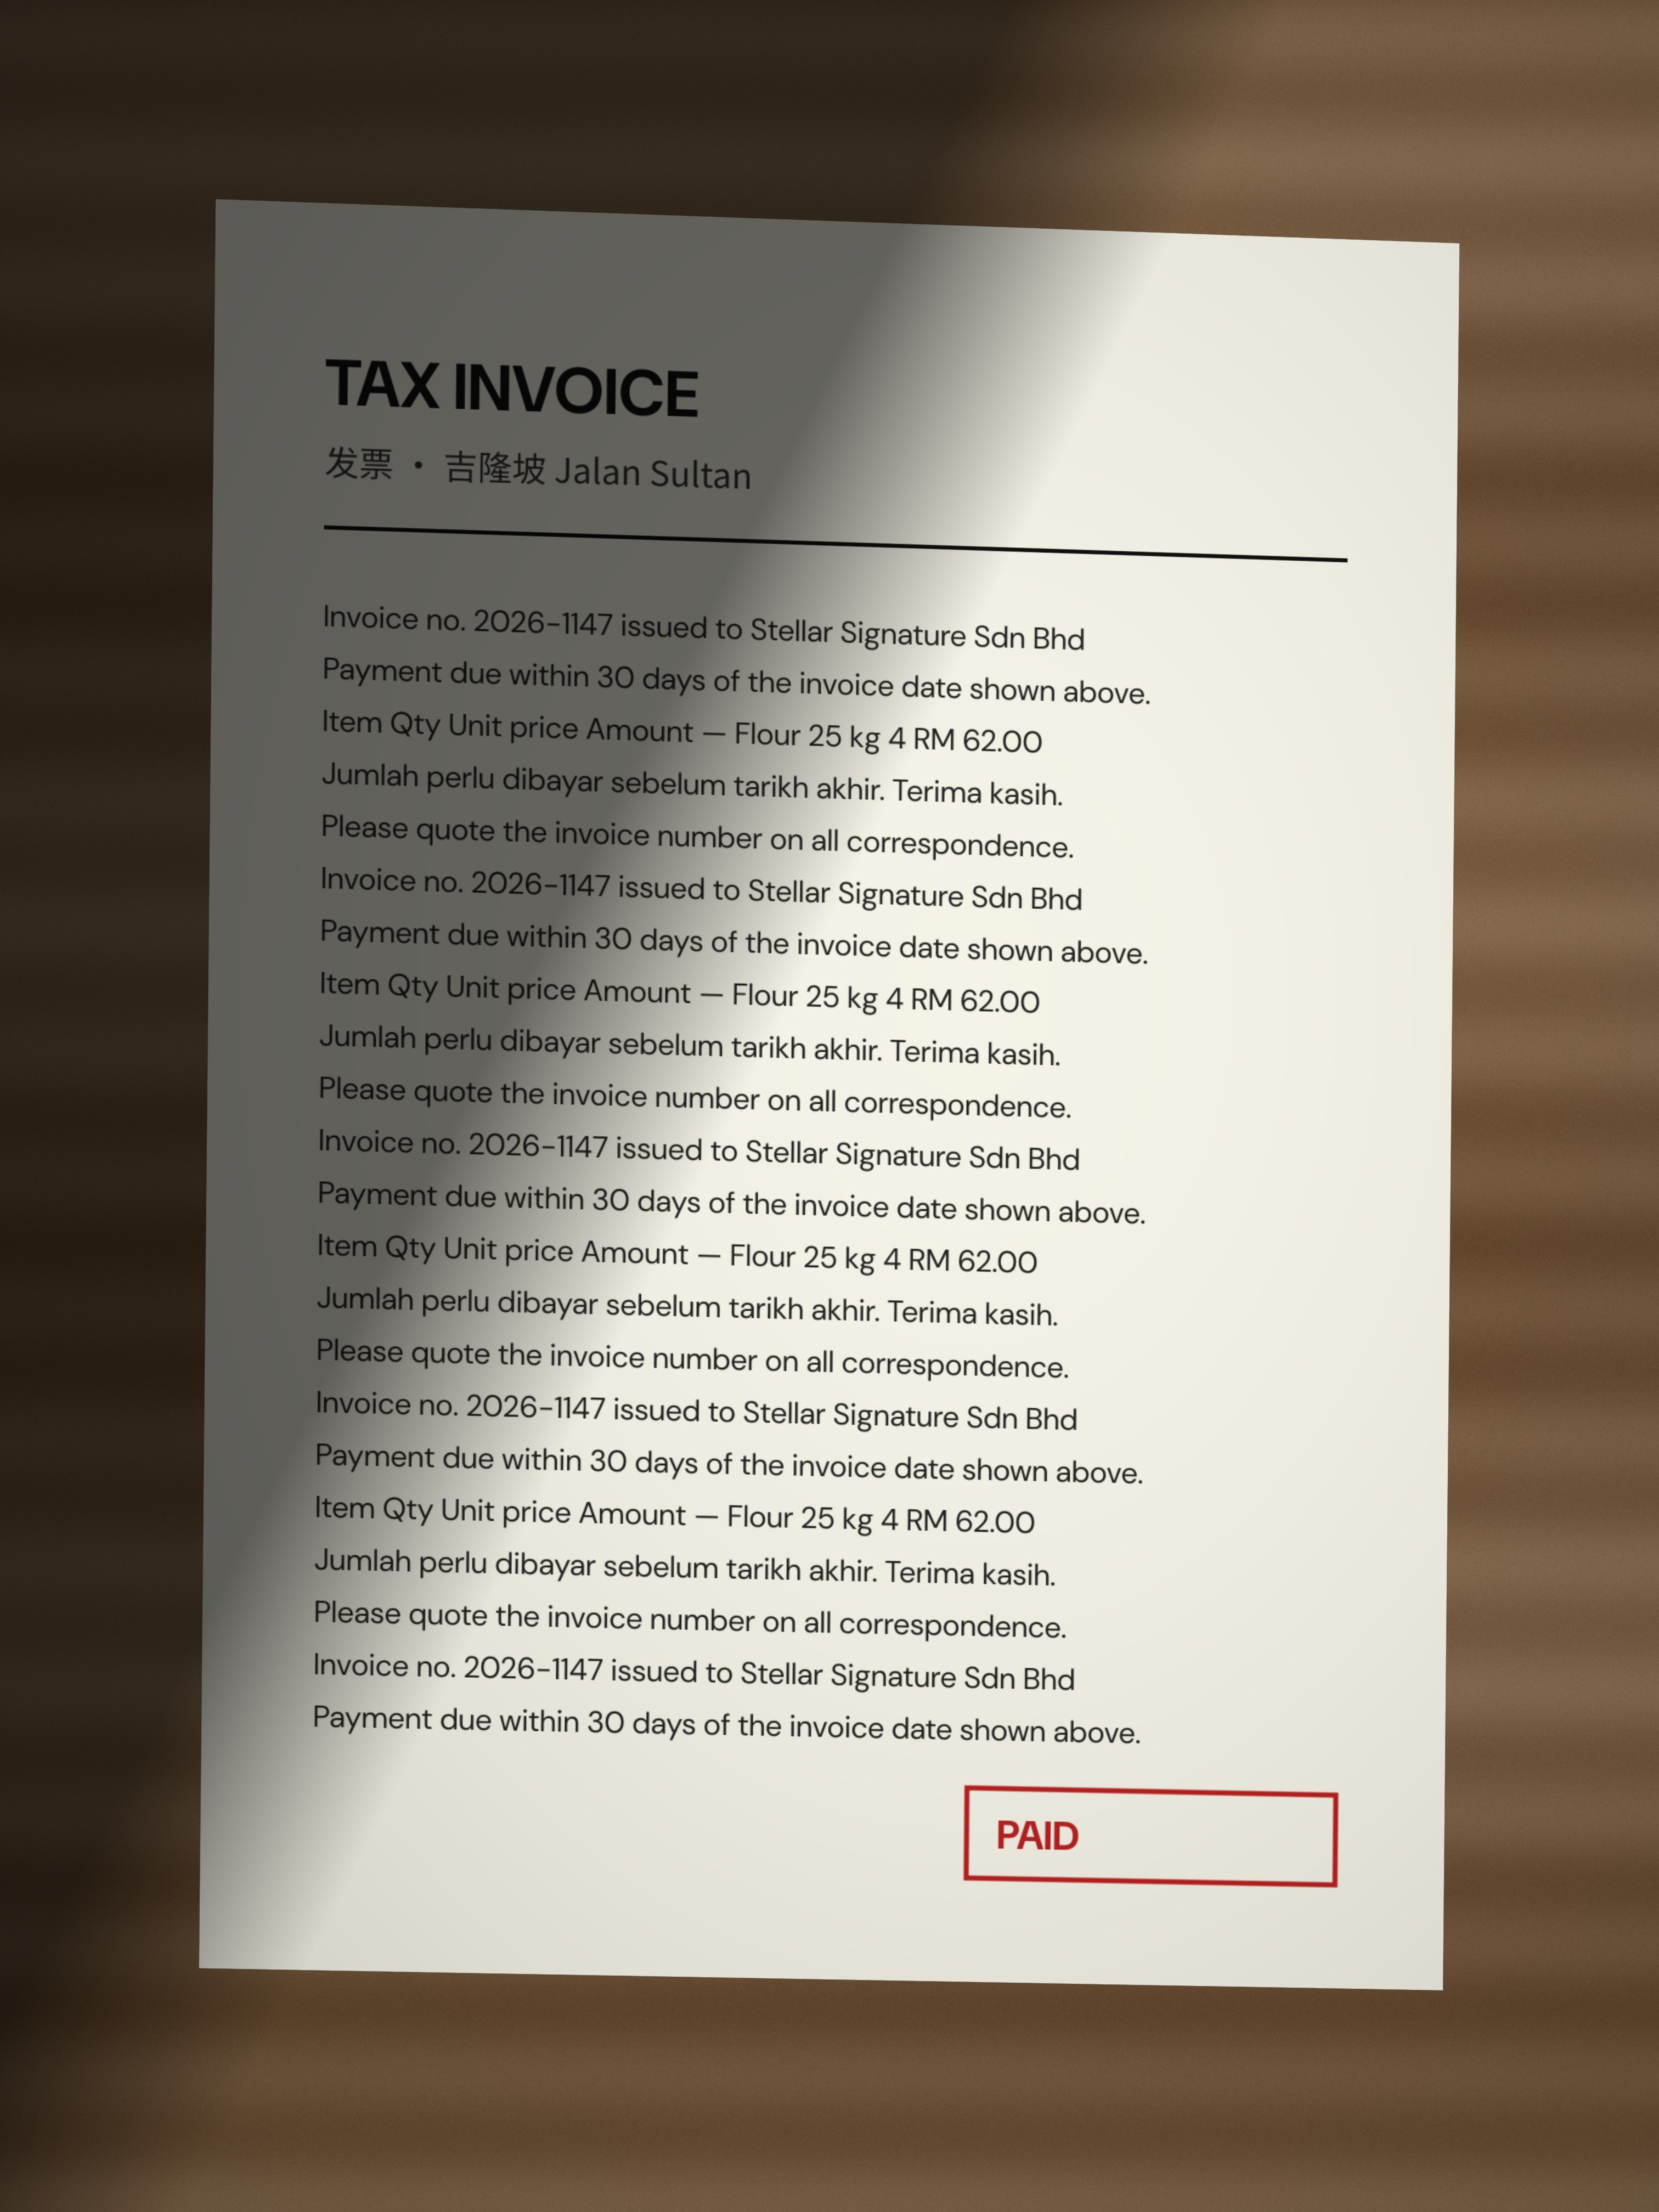 TAX INVOICE
发票 · 吉隆坡 Jalan Sultan
Invoice no. 2026-1147 issued to Stellar Signature Sdn Bhd
Payment due within 30 days of the invoice date shown above.
Item Qty Unit price Amount — Flour 25 kg 4 RM 62.00
Jumlah perlu dibayar sebelum tarikh akhir. Terima kasih.
Please quote the invoice number on all correspondence.
Invoice no. 2026-1147 issued to Stellar Signature Sdn Bhd
Payment due within 30 days of the invoice date shown above.
Item Qty Unit price Amount — Flour 25 kg 4 RM 62.00
Jumlah perlu dibayar sebelum tarikh akhir. Terima kasih.
Please quote the invoice number on all correspondence.
Invoice no. 2026-1147 issued to Stellar Signature Sdn Bhd
Payment due within 30 days of the invoice date shown above.
Item Qty Unit price Amount — Flour 25 kg 4 RM 62.00
Jumlah perlu dibayar sebelum tarikh akhir. Terima kasih.
Please quote the invoice number on all correspondence.
Invoice no. 2026-1147 issued to Stellar Signature Sdn Bhd
Payment due within 30 days of the invoice date shown above.
Item Qty Unit price Amount — Flour 25 kg 4 RM 62.00
Jumlah perlu dibayar sebelum tarikh akhir. Terima kasih.
Please quote the invoice number on all correspondence.
Invoice no. 2026-1147 issued to Stellar Signature Sdn Bhd
Payment due within 30 days of the invoice date shown above.
PAID